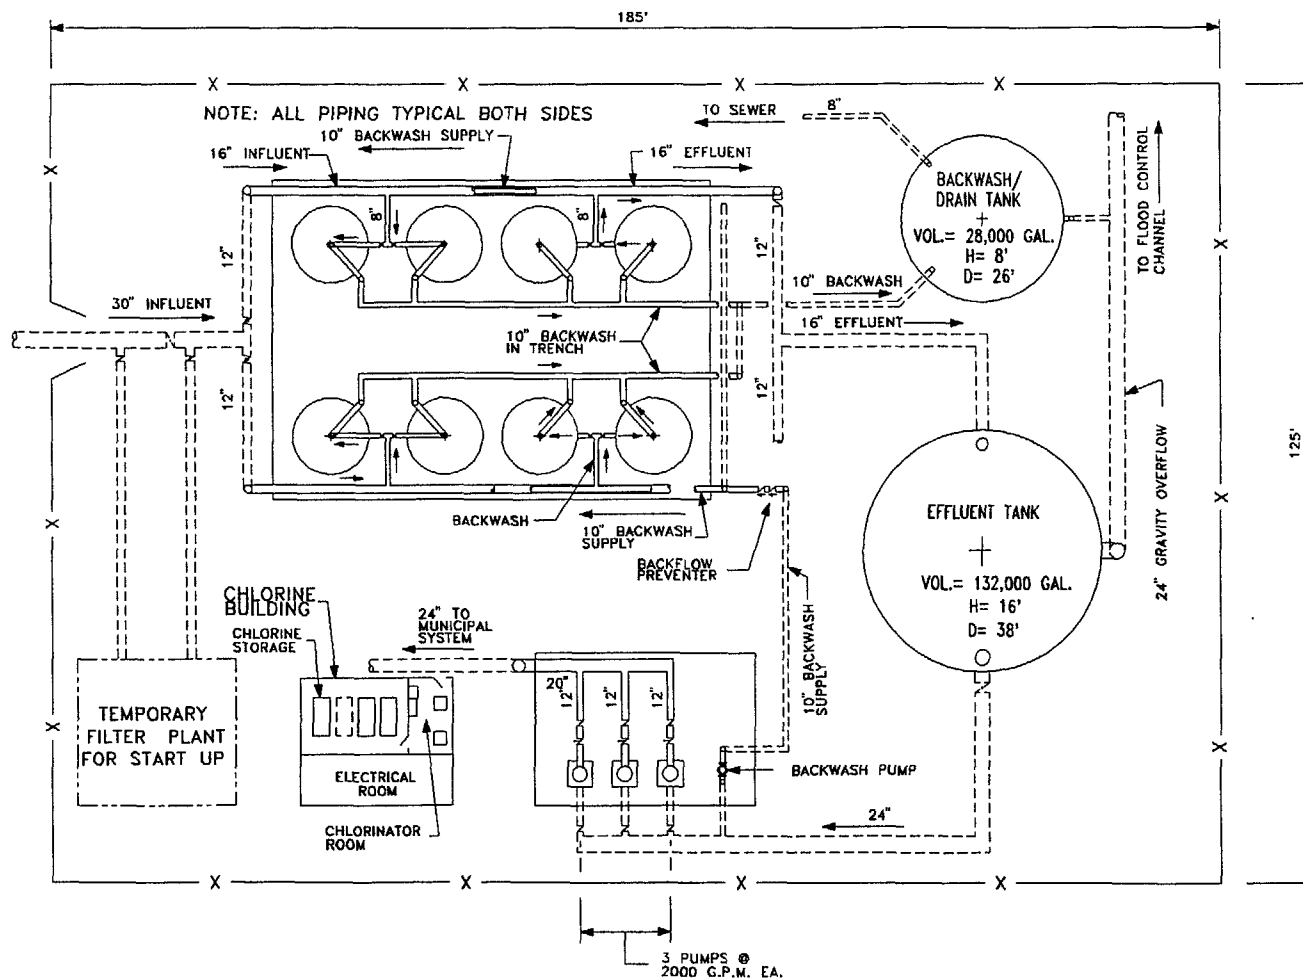 185'
X X X X
NOTE: ALL PIPING TYPICAL BOTH SIDES
TO SEWER
8"
10" BACKWASH SUPPLY
16" INFLUENT
16" EFFLUENT
X
8"
8"
BACKWASH/
DRAIN TANK
VOL.= 28,000 GAL.
H= 8'
D= 26'
TO FLOOD CONTROL
CHANNEL
X
12"
12"
30" INFLUENT
10" BACKWASH
16" EFFLUENT
10" BACKWASH
IN TRENCH
X
12"
12"
24" GRAVITY OVERFLOW
125'
X
X
BACKWASH
10" BACKWASH
SUPPLY
BACKFLOW
PREVENTER
EFFLUENT TANK
VOL.= 132,000 GAL.
H= 16'
D= 38'
CHLORINE
BUILDING
CHLORINE
STORAGE
24" TO
MUNICIPAL
SYSTEM
10" BACKWASH
SUPPLY
20"
12"
12"
12"
TEMPORARY
FILTER PLANT
FOR START UP
X
X
ELECTRICAL
ROOM
BACKWASH PUMP
CHLORINATOR
ROOM
24"
X X X X
3 PUMPS @
2000 G.P.M. EA.